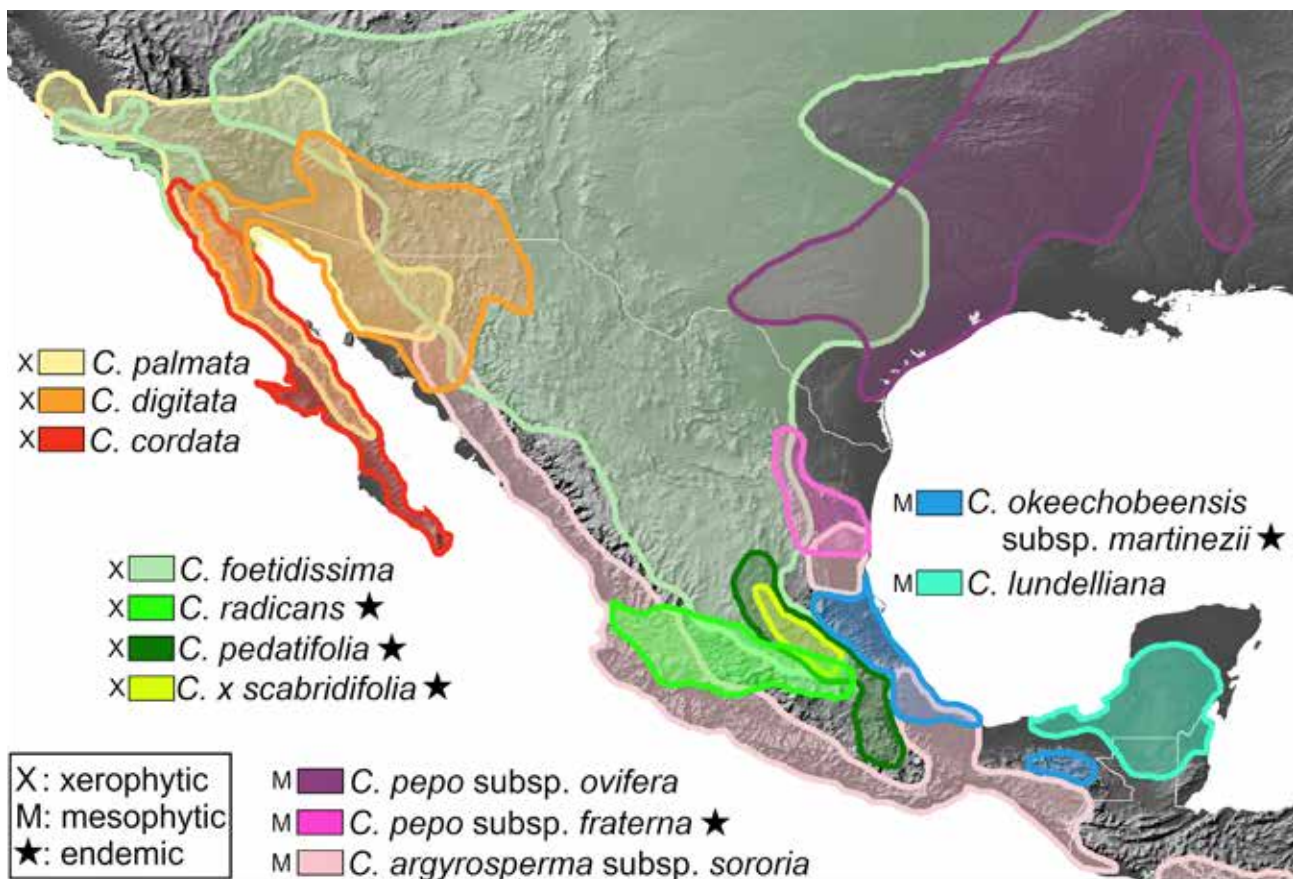 X C. palmata
X C. digitata
X C. cordata
X C. foetidissima
X C. radicans ★
X C. pedatifolia ★
X C. x scabridifolia ★
M C. okeechobeensis
subsp. martinezii ★
M C. lundelliana
X: xerophytic
M: mesophytic
★: endemic
M C. pepo subsp. ovifera
M C. pepo subsp. fraterna ★
M C. argyrosperma subsp. sororia